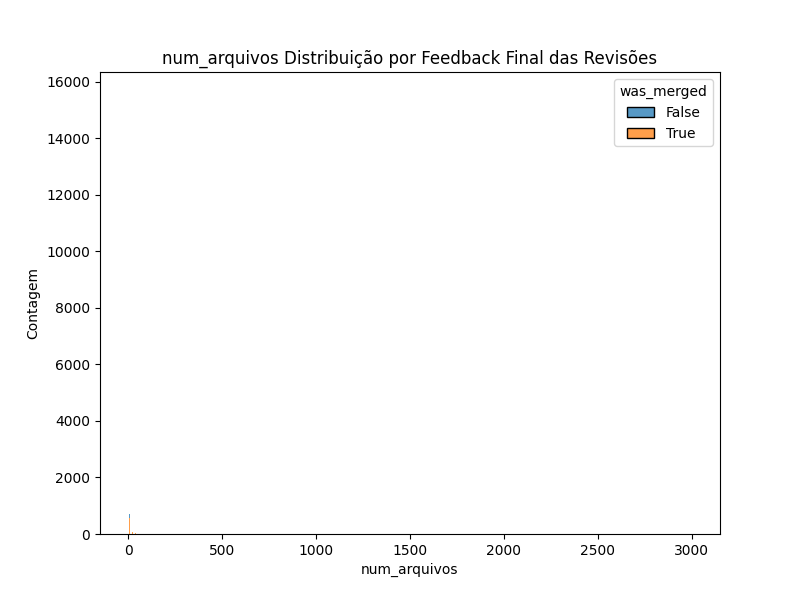 num_arquivos Distribuição por Feedback Final das Revisões
was_merged
False
True
16000
14000
12000
10000
8000
6000
4000
2000
0
Contagem
0 500 1000 1500 2000 2500 3000
num_arquivos